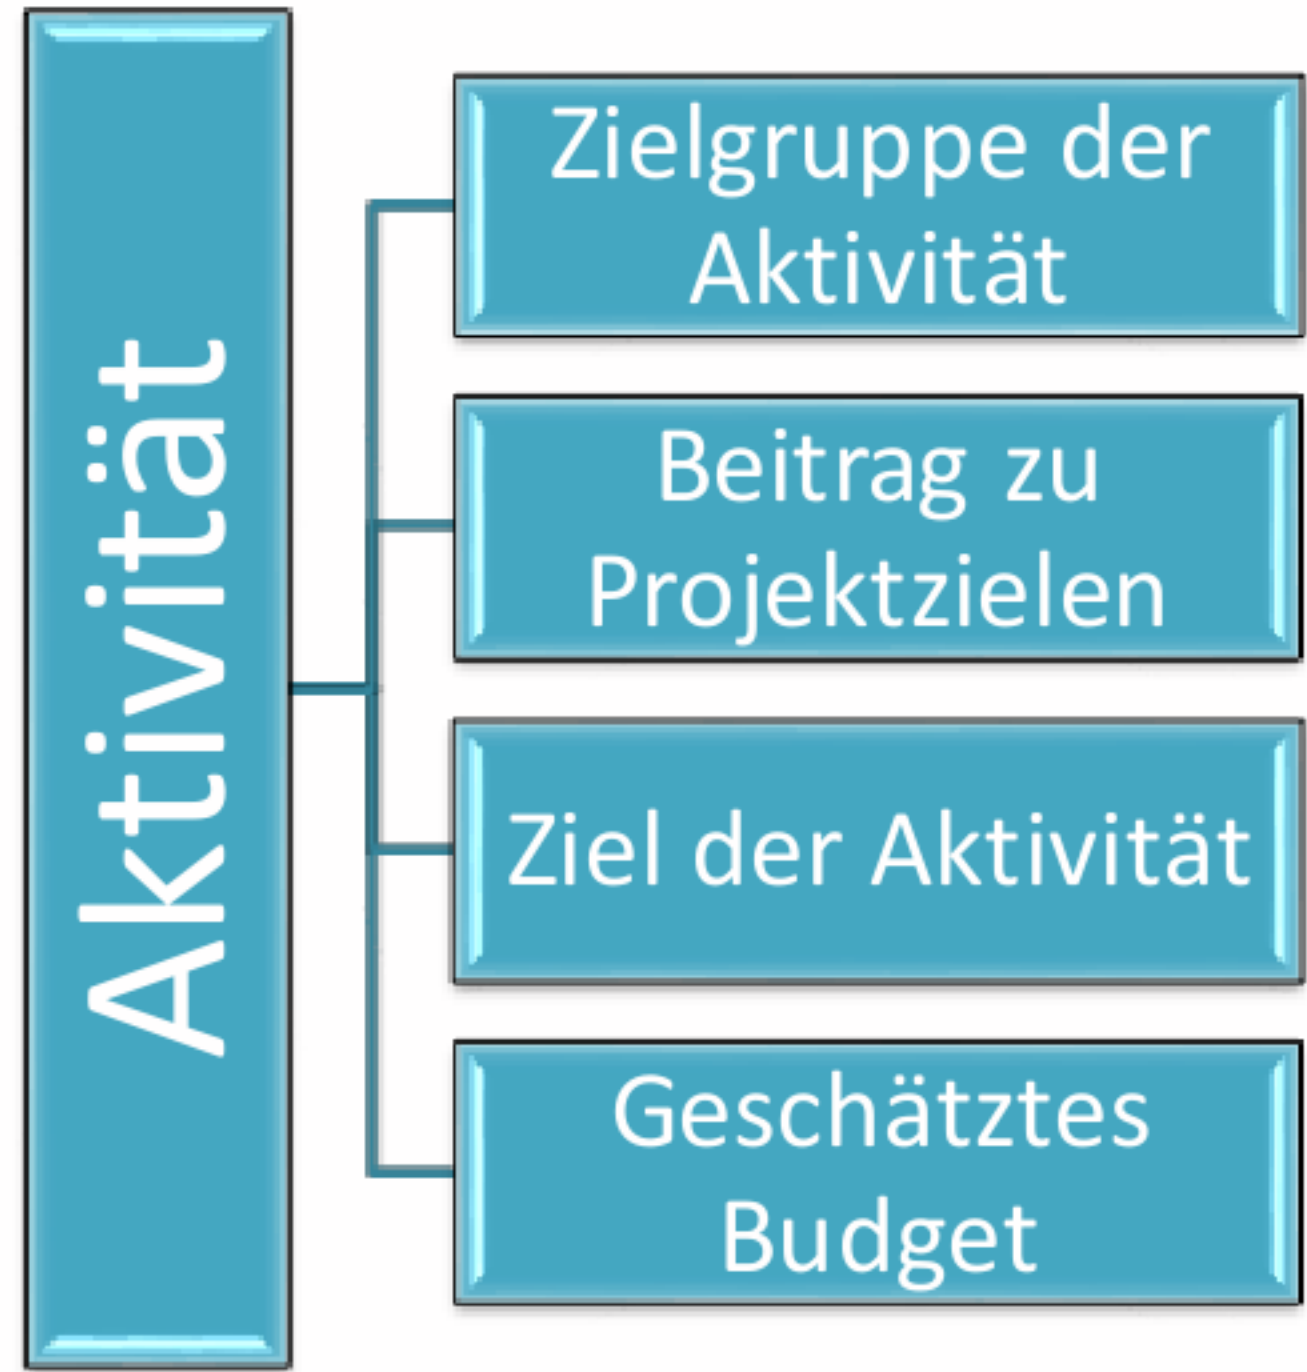 Aktivität
Zielgruppe der
Aktivität
Beitrag zu
Projektzielen
Ziel der Aktivität
Geschätztes
Budget